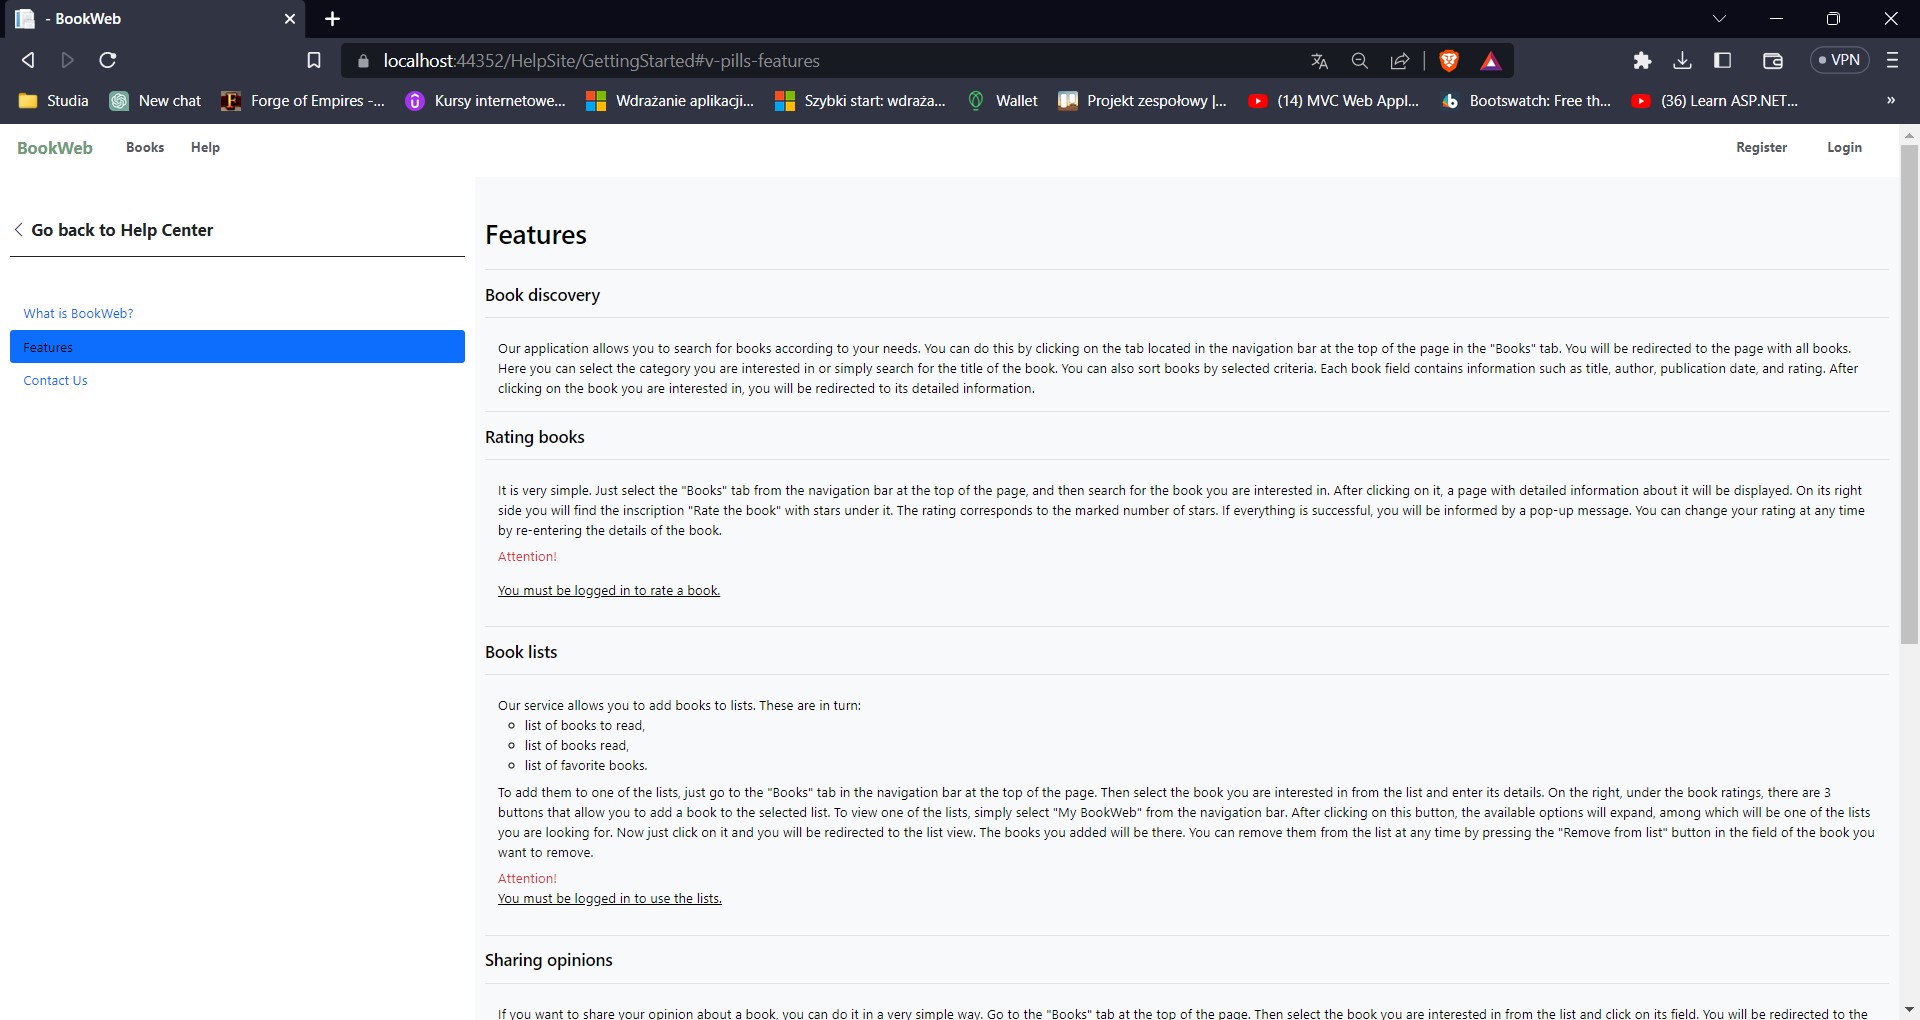 - BookWeb
localhost:44352/HelpSite/GettingStarted#v-pills-features
VPN
Studia New chat Forge of Empires -... Kursy internetowe... Wdrażanie aplikacji,... Szybki start: wdraża... Wallet Projekt zespołowy |... (14) MVC Web Appl... Bootswatch: Free th... (36) Learn ASP.NET... »
BookWeb Books Help Register Login
Go back to Help Center
What is BookWeb?
Features
Contact Us
Features
Book discovery
Our application allows you to search for books according to your needs. You can do this by clicking on the tab located in the navigation bar at the top of the page in the "Books" tab. You will be redirected to the page with all books.
Here you can select the category you are interested in or simply search for the title of the book. You can also sort books by selected criteria. Each book field contains information such as title, author, publication date, and rating. After
clicking on the book you are interested in, you will be redirected to its detailed information.
Rating books
It is very simple. Just select the "Books" tab from the navigation bar at the top of the page, and then search for the book you are interested in. After clicking on it, a page with detailed information about it will be displayed. On its right
side you will find the inscription "Rate the book" with stars under it. The rating corresponds to the marked number of stars. If everything is successful, you will be informed by a pop-up message. You can change your rating at any time
by re-entering the details of the book.
Attention!
You must be logged in to rate a book.
Book lists
Our service allows you to add books to lists. These are in turn:
list of books to read,
list of books read,
list of favorite books.
To add them to one of the lists, just go to the "Books" tab in the navigation bar at the top of the page. Then select the book you are interested in from the list and enter its details. On the right, under the book ratings, there are 3
buttons that allow you to add a book to the selected list. To view one of the lists, simply select "My BookWeb" from the navigation bar. After clicking on this button, the available options will expand, among which will be one of the lists
you are looking for. Now just click on it and you will be redirected to the list view. The books you added will be there. You can remove them from the list at any time by pressing the "Remove from list" button in the field of the book you
want to remove.
Attention!
You must be logged in to use the lists.
Sharing opinions
If you want to share your opinion about a book, you can do it in a very simple way. Go to the "Books" tab at the top of the page. Then select the book you are interested in from the list and click on its field. You will be redirected to the